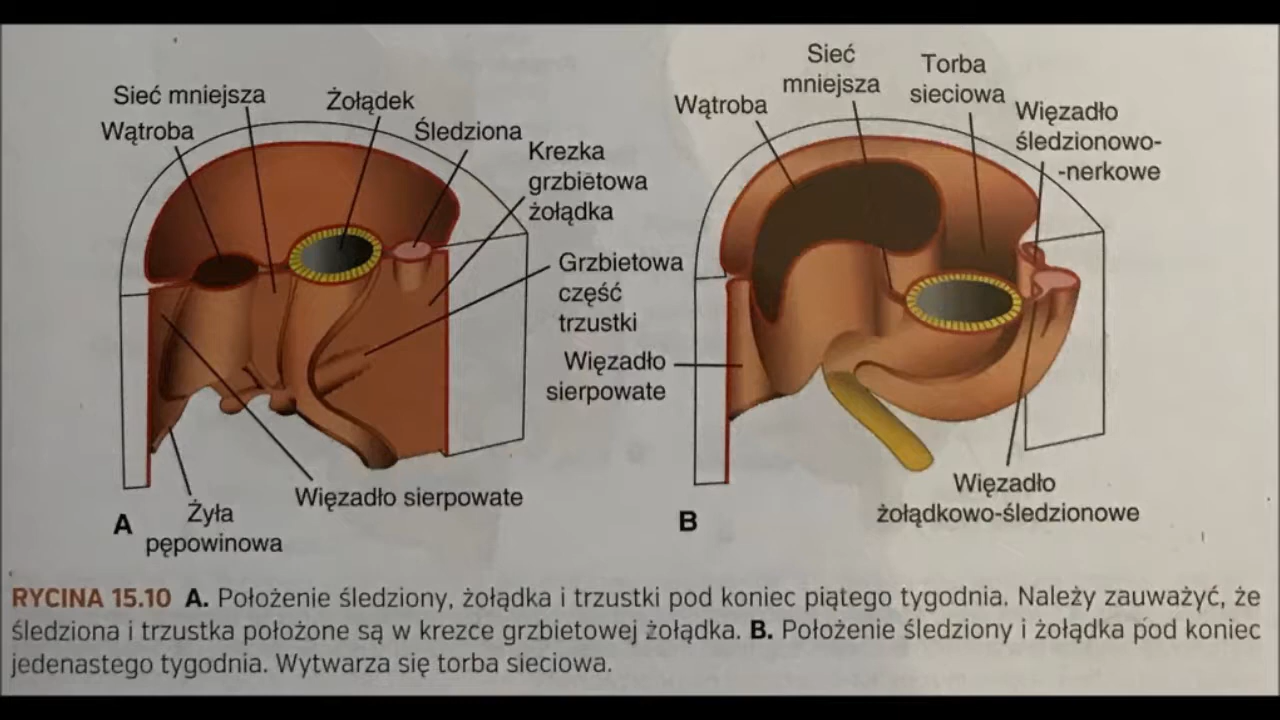 Sieć mniejsza
Wątroba
Żołądek
Śledziona
Krezka
grzbietowa
żołądka
Grzbietowa
część
trzustki
Więzadło sierpowate
Żyła
pępowinowa
A
Wątroba
Sieć
mniejsza
Torba
sieciowa
Więzadło
śledzionowo-
-nerkowe
Więzadło
sierpowate
Więzadło
żołądkowo-śledzionowe
B
RYCINA 15.10 A. Położenie śledziony, żołądka i trzustki pod koniec piątego tygodnia. Należy zauważyć, że
śledziona i trzustka położone są w krezce grzbietowej żołądka. B. Położenie śledziony i żołądka pod koniec
jedenastego tygodnia. Wytwarza się torba sieciowa.